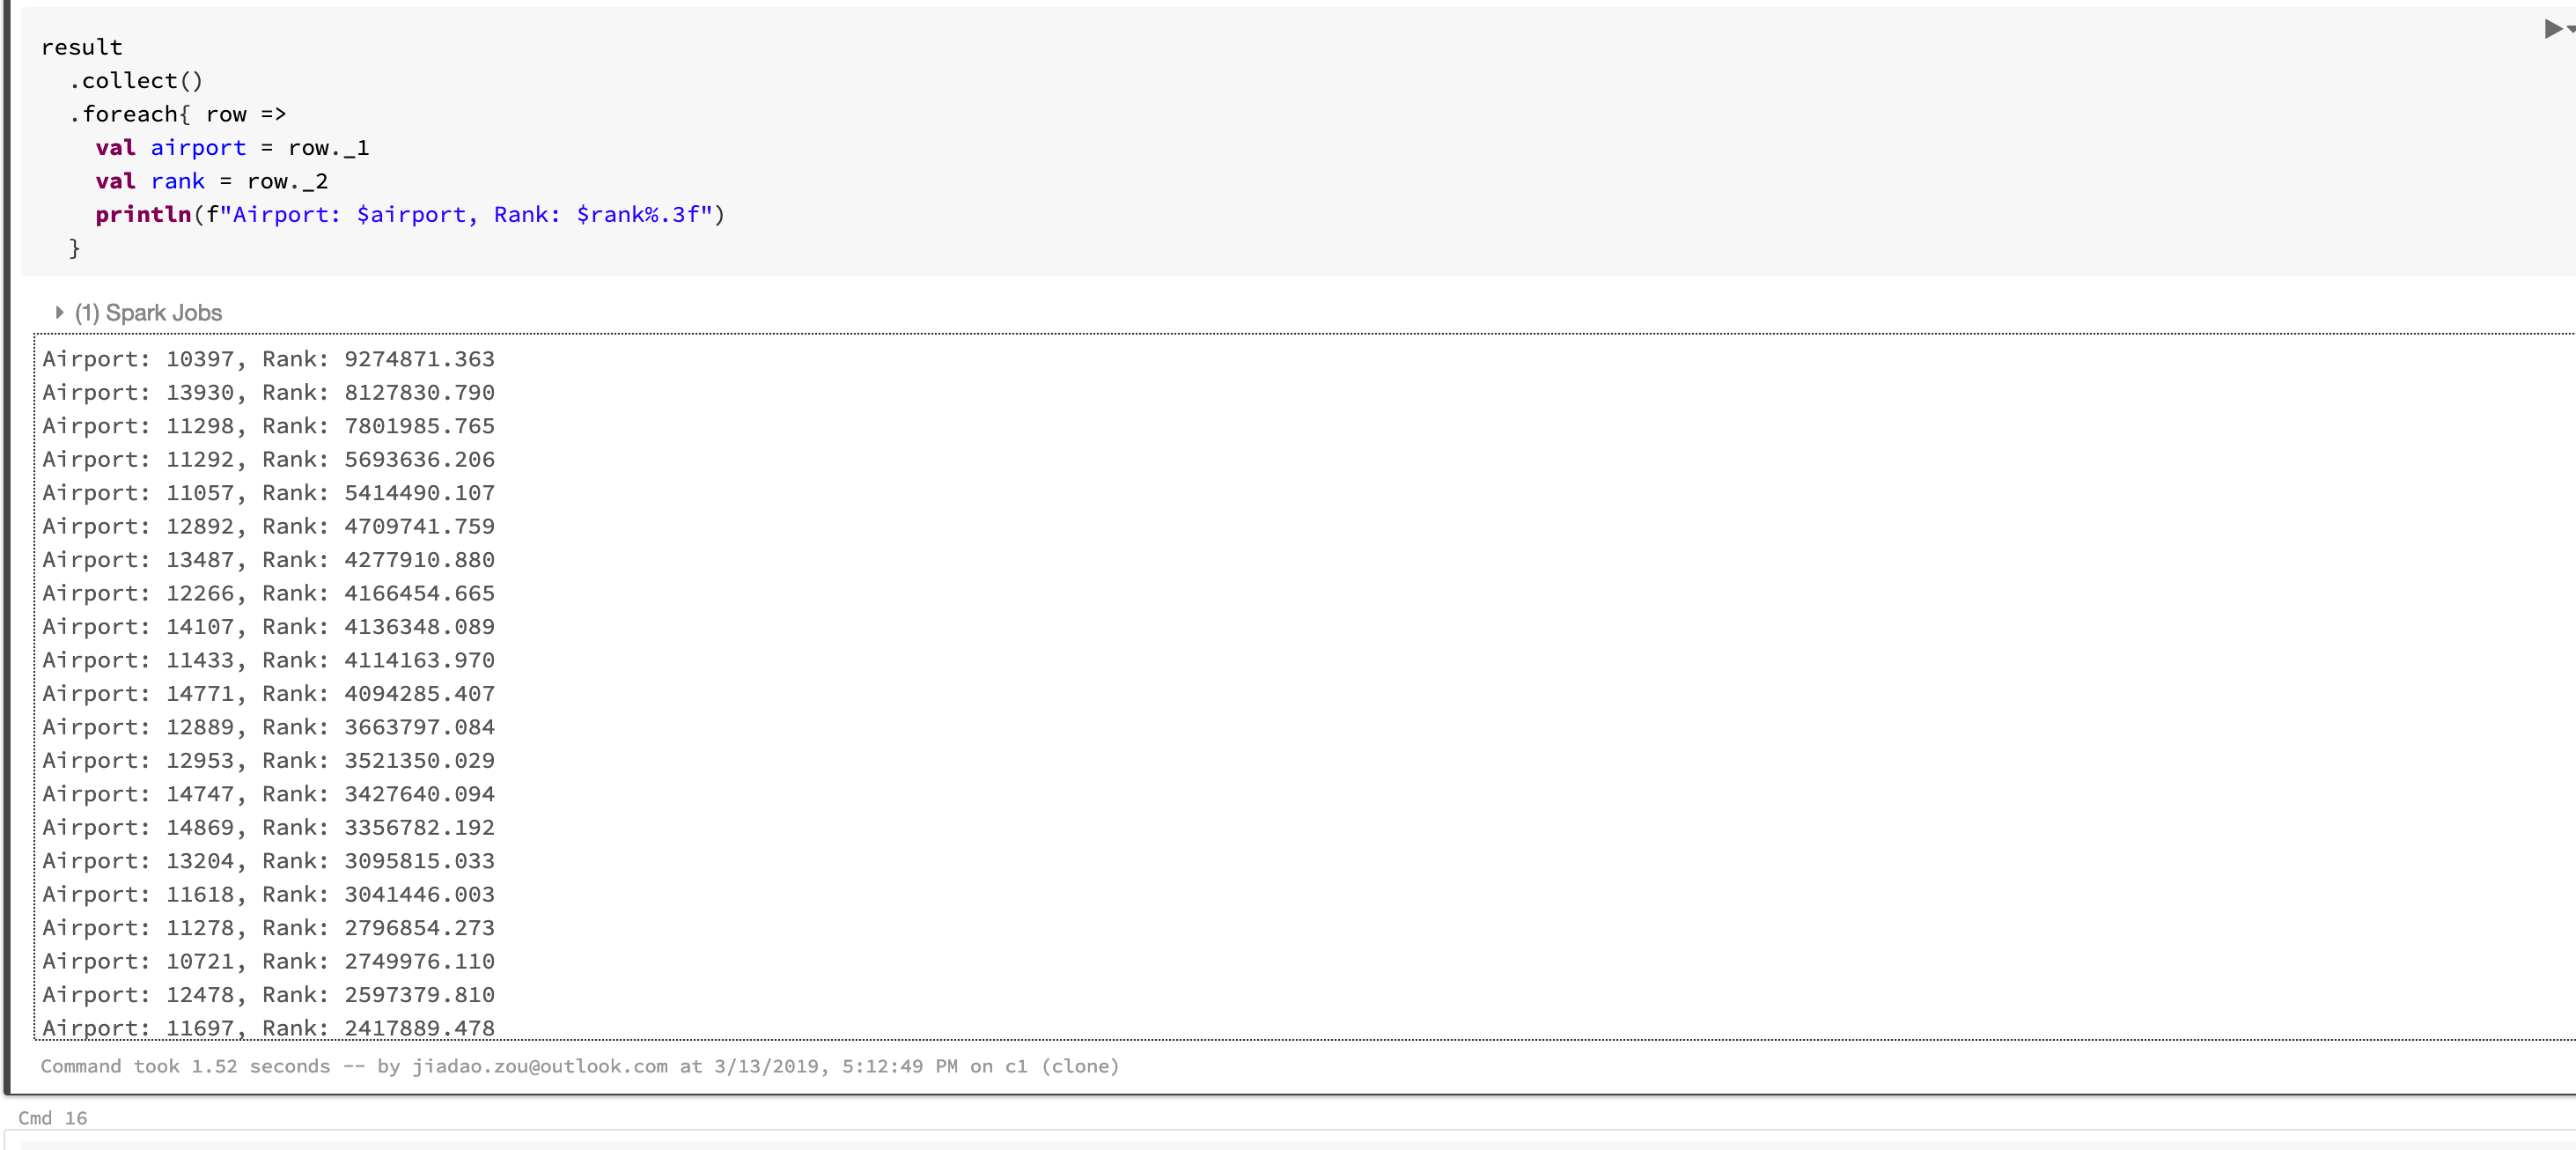 result
  .collect()
  .foreach{ row =>
    val airport = row._1
    val rank = row._2
    println(f"Airport: $airport, Rank: $rank%.3f")
  }
(1) Spark Jobs
Airport: 10397, Rank: 9274871.363
Airport: 13930, Rank: 8127830.790
Airport: 11298, Rank: 7801985.765
Airport: 11292, Rank: 5693636.206
Airport: 11057, Rank: 5414490.107
Airport: 12892, Rank: 4709741.759
Airport: 13487, Rank: 4277910.880
Airport: 12266, Rank: 4166454.665
Airport: 14107, Rank: 4136348.089
Airport: 11433, Rank: 4114163.970
Airport: 14771, Rank: 4094285.407
Airport: 12889, Rank: 3663797.084
Airport: 12953, Rank: 3521350.029
Airport: 14747, Rank: 3427640.094
Airport: 14869, Rank: 3356782.192
Airport: 13204, Rank: 3095815.033
Airport: 11618, Rank: 3041446.003
Airport: 11278, Rank: 2796854.273
Airport: 10721, Rank: 2749976.110
Airport: 12478, Rank: 2597379.810
Airport: 11697, Rank: 2417889.478
Command took 1.52 seconds -- by jiadao.zou@outlook.com at 3/13/2019, 5:12:49 PM on c1 (clone)
Cmd 16